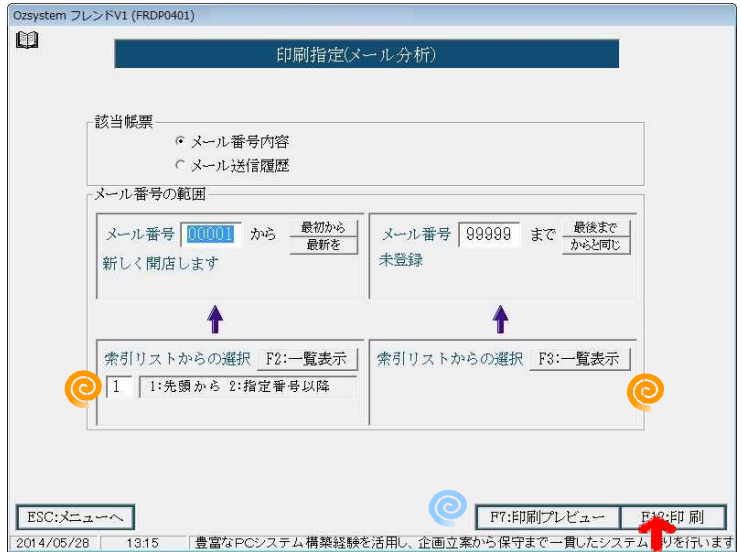 Ozsystem フレンドV1 (FRDP0401)
印刷指定(メール分析)
該当帳票
メール番号内容
メール送信履歴
メール番号の範囲
メール番号 00001 から 最初から 最新を
新しく開店します
メール番号 99999 まで 最後まで からと同じ
未登録
索引リストからの選択 F2:一覧表示
1 1:先頭から 2:指定番号以降
索引リストからの選択 F3:一覧表示
ESC:メニューへ F7:印刷プレビュー F12:印 刷
2014/05/28 13:15 豊富なPCシステム構築経験を活用し、企画立案から保守まで一貫したシステム りを行います